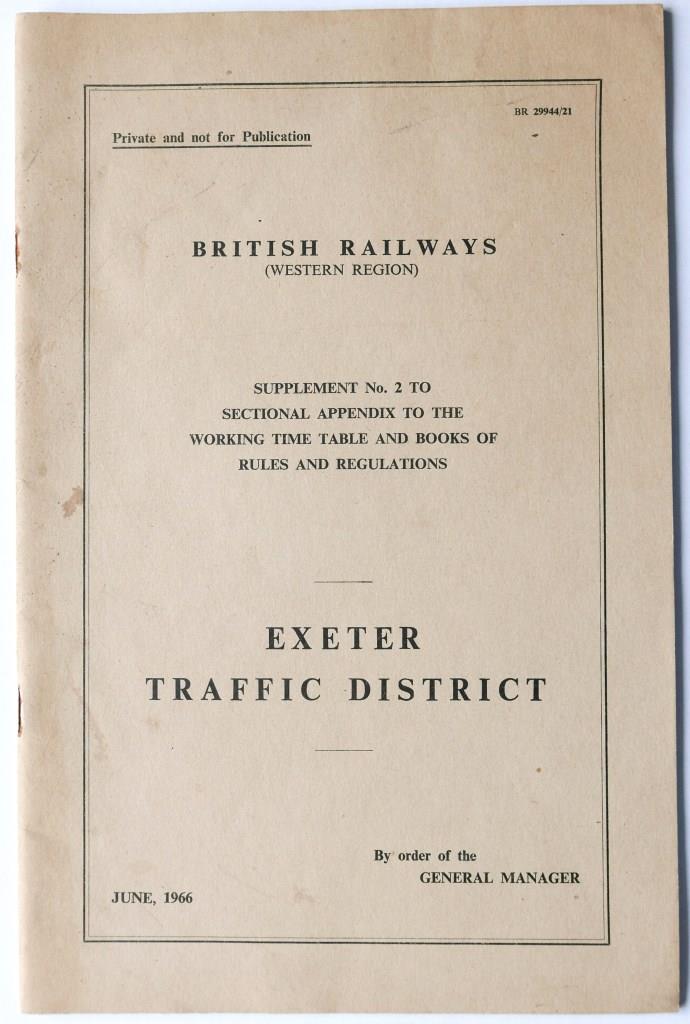 BR 29944/21
Private and not for Publication
BRITISH RAILWAYS
(WESTERN REGION)
SUPPLEMENT No. 2 TO
SECTIONAL APPENDIX TO THE
WORKING TIME TABLE AND BOOKS OF
RULES AND REGULATIONS
EXETER
TRAFFIC DISTRICT
By order of the
GENERAL MANAGER
JUNE, 1966